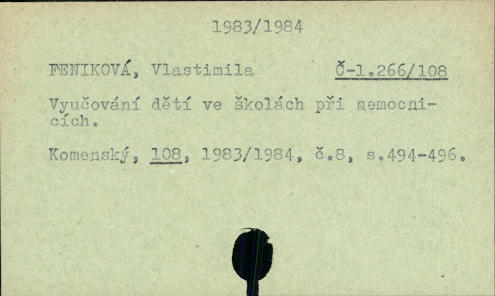 1983/1984
FENIKOVÁ, Vlastimila Č-1.266/108
Vyučování dětí ve školách při nemocni-
cích.
Komenský, 108, 1983/1984, č.8, s.494-496.